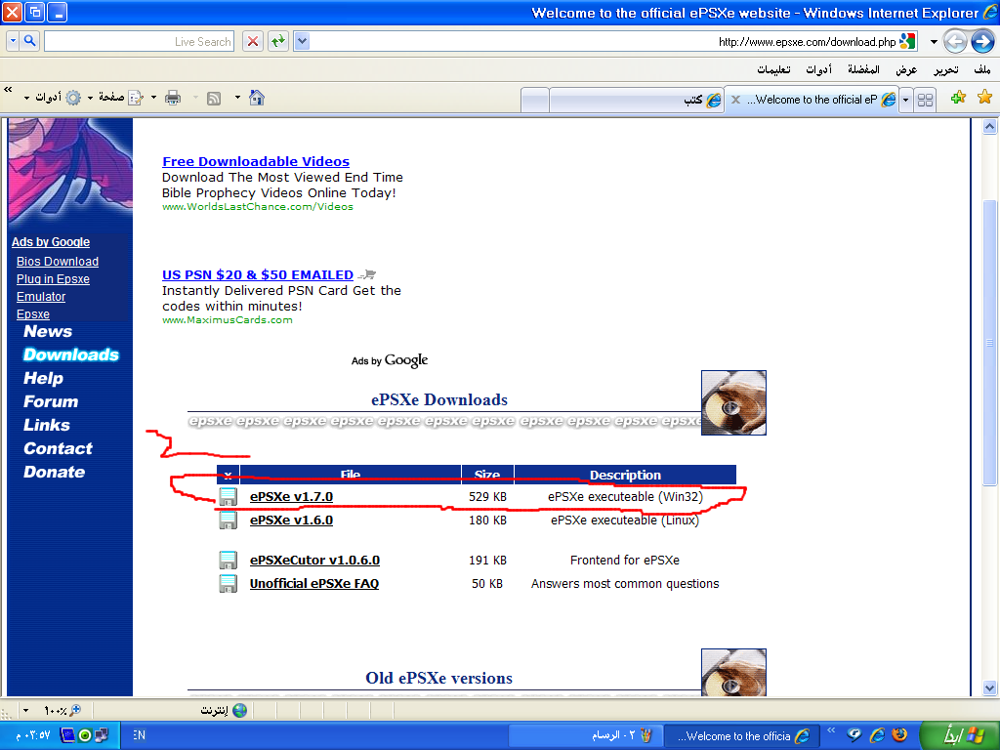 Welcome to the official ePSXe website - Windows Internet Explorer
Live Search
http://www.epsxe.com/download.php
ملف تحرير عرض المفضلة أدوات تعليمات
Welcome to the official eP...
كتب
صفحة
أدوات
Free Downloadable Videos
Download The Most Viewed End Time
Bible Prophecy Videos Online Today!
www.WorldsLastChance.com/Videos
Ads by Google
Bios Download
Plug in Epsxe
Emulator
Epsxe
US PSN $20 & $50 EMAILED
Instantly Delivered PSN Card Get the
codes within minutes!
www.MaximusCards.com
News
Downloads
Help
Forum
Links
Contact
Donate
Ads by Google
ePSXe Downloads
epsxe epsxe epsxe epsxe epsxe epsxe epsxe epsxe epsxe epsxe epsxe
x File Size Description
ePSXe v1.7.0 529 KB ePSXe executeable (Win32)
ePSXe v1.6.0 180 KB ePSXe executeable (Linux)
ePSXeCutor v1.0.6.0 191 KB Frontend for ePSXe
Unofficial ePSXe FAQ 50 KB Answers most common questions
Old ePSXe versions
إنترنت
١٠٠%
ابدأ
Welcome to the officia...
٢ - الرسام
EN
٠٣:٥٧ م